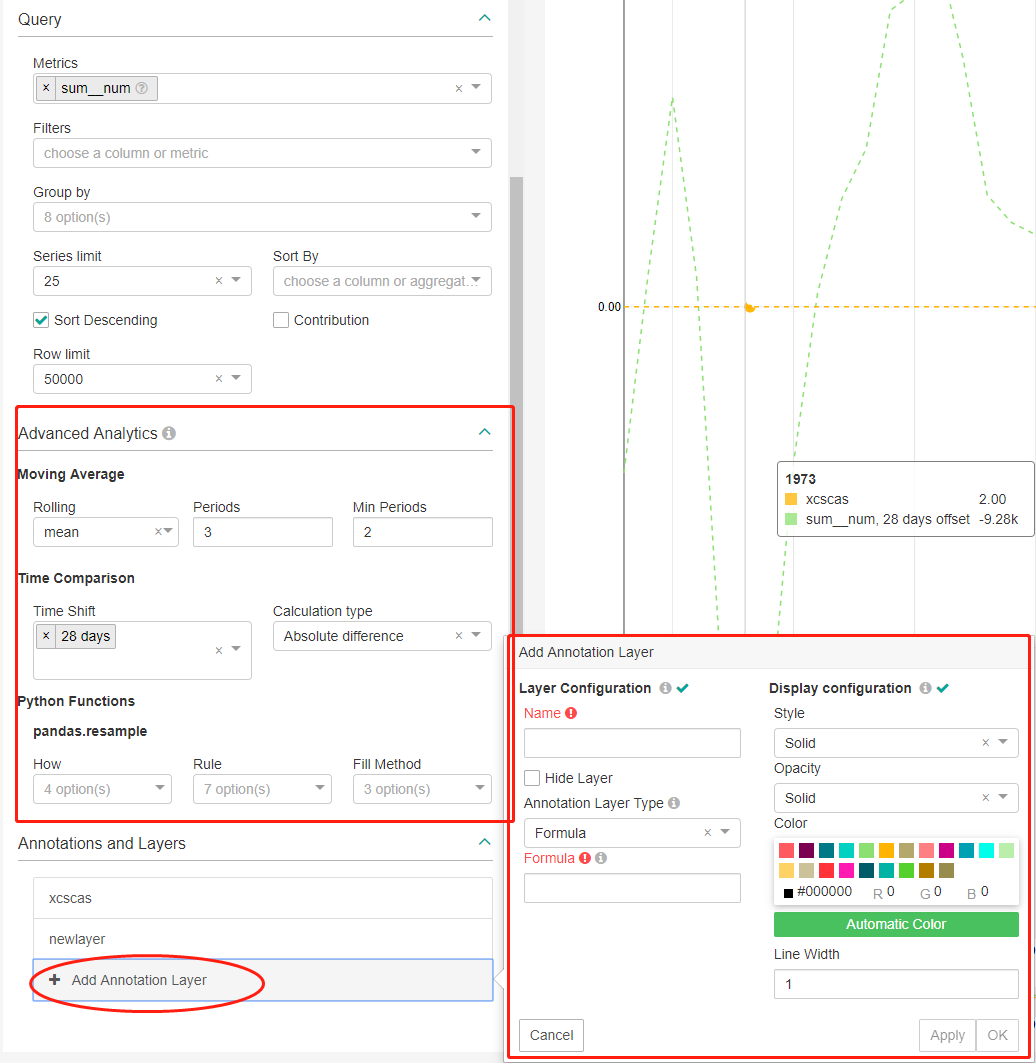 Query
Metrics
× sum__num
Filters
choose a column or metric
Group by
8 option(s)
Series limit
Sort By
25
choose a column or aggregat...
Sort Descending
Contribution
Row limit
50000
Advanced Analytics
Moving Average
Rolling
Periods
Min Periods
mean
3
2
Time Comparison
Time Shift
Calculation type
× 28 days
Absolute difference
Python Functions
pandas.resample
How
Rule
Fill Method
4 option(s)
7 option(s)
3 option(s)
Annotations and Layers
xcscas
newlayer
+ Add Annotation Layer
0.00
1973
xcscas 2.00
sum__num, 28 days offset -9.28k
Add Annotation Layer
Layer Configuration
Name
Hide Layer
Annotation Layer Type
Formula
Formula
Cancel
Display configuration
Style
Solid
Opacity
Solid
Color
#000000 R 0 G 0 B 0
Automatic Color
Line Width
1
Apply
OK